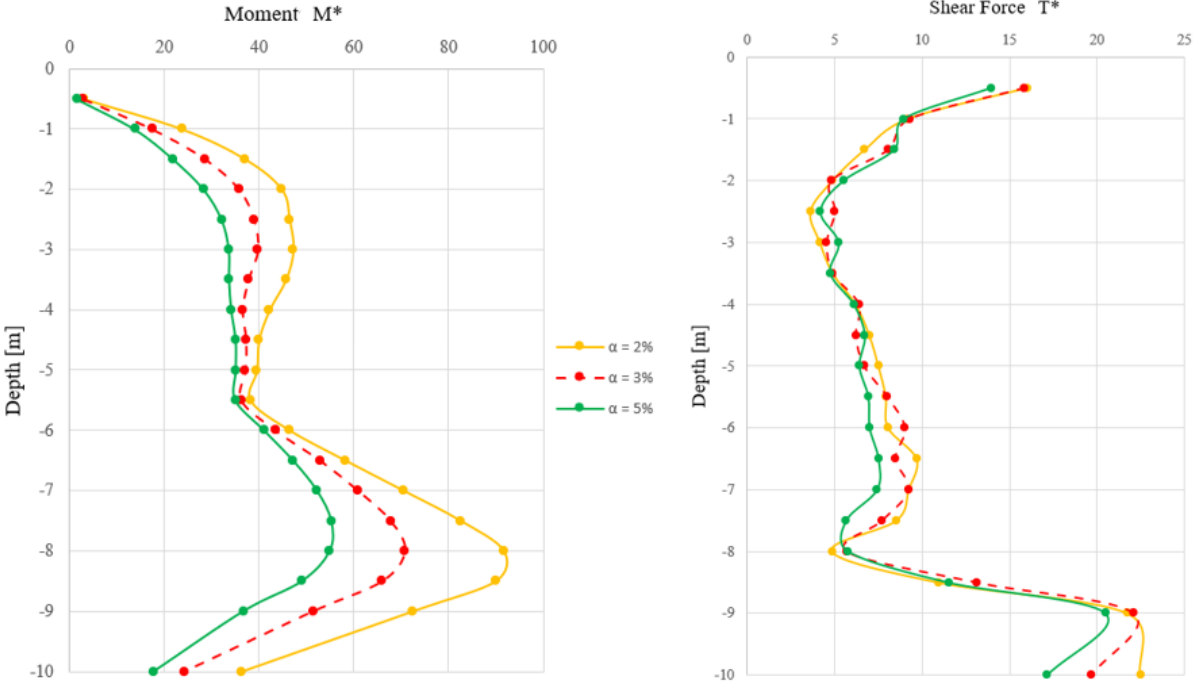 Moment M*
0 20 40 60 80 100
0
-1
-2
-3
-4
-5
-6
-7
-8
-9
-10
Depth [m]
α = 2%
α = 3%
α = 5%
Shear Force T*
0 5 10 15 20 25
0
-1
-2
-3
-4
-5
-6
-7
-8
-9
-10
Depth [m]